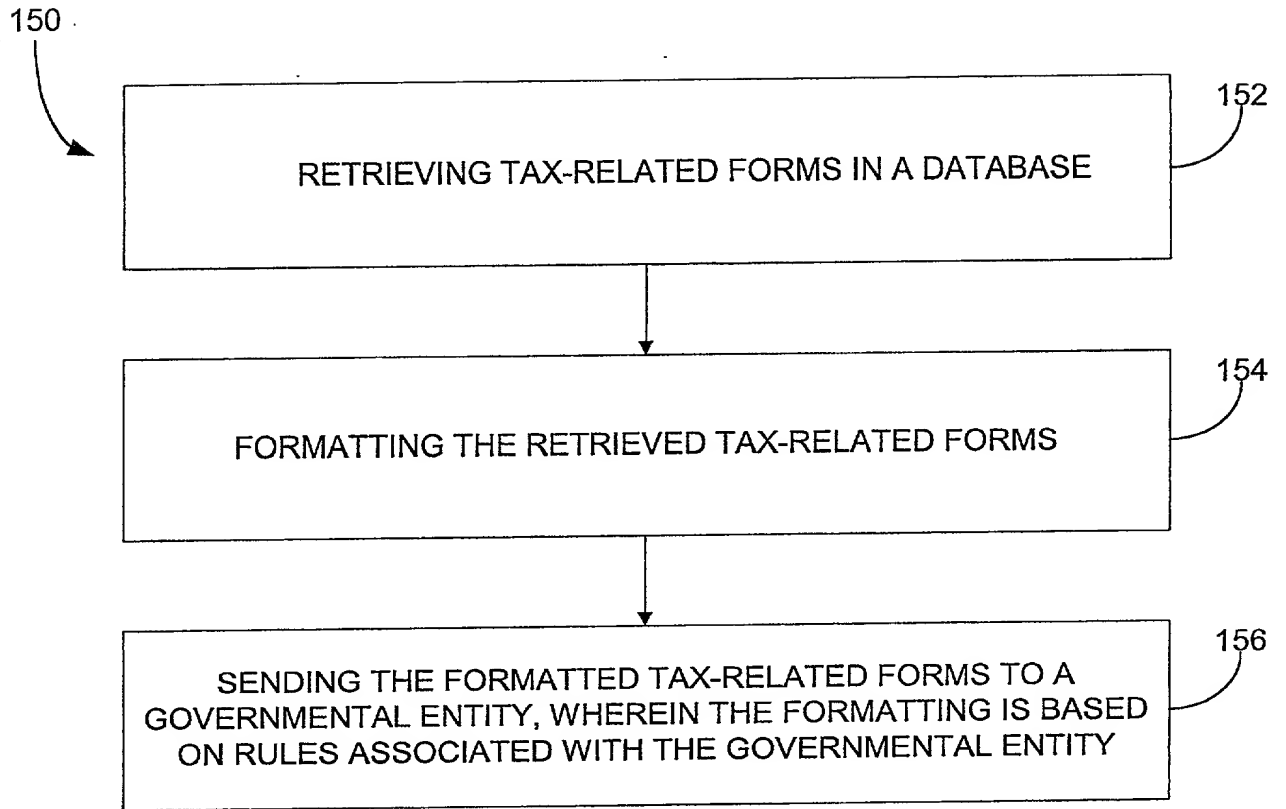 150
152
RETRIEVING TAX-RELATED FORMS IN A DATABASE
154
FORMATTING THE RETRIEVED TAX-RELATED FORMS
156
SENDING THE FORMATTED TAX-RELATED FORMS TO A
GOVERNMENTAL ENTITY, WHEREIN THE FORMATTING IS BASED
ON RULES ASSOCIATED WITH THE GOVERNMENTAL ENTITY